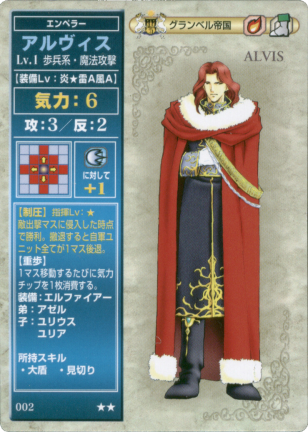 エンペラー
アルヴィス
Lv.1 歩兵系・魔法攻撃
【装備Lv:炎★雷A風A】
気力:6
攻:3/反:2
に対して
+1
【制圧】指揮Lv:★
敵出撃マスに侵入した時点
で勝利。撤退すると自軍ユ
ニット全てが1マス後退。
【重歩】
1マス移動するたびに気力
チップを1枚消費する。
装備:エルファイアー
弟:アゼル
子:ユリウス
ユリア
所持スキル
・大盾 ・見切り
002
★★
グランベル帝国
ALVIS